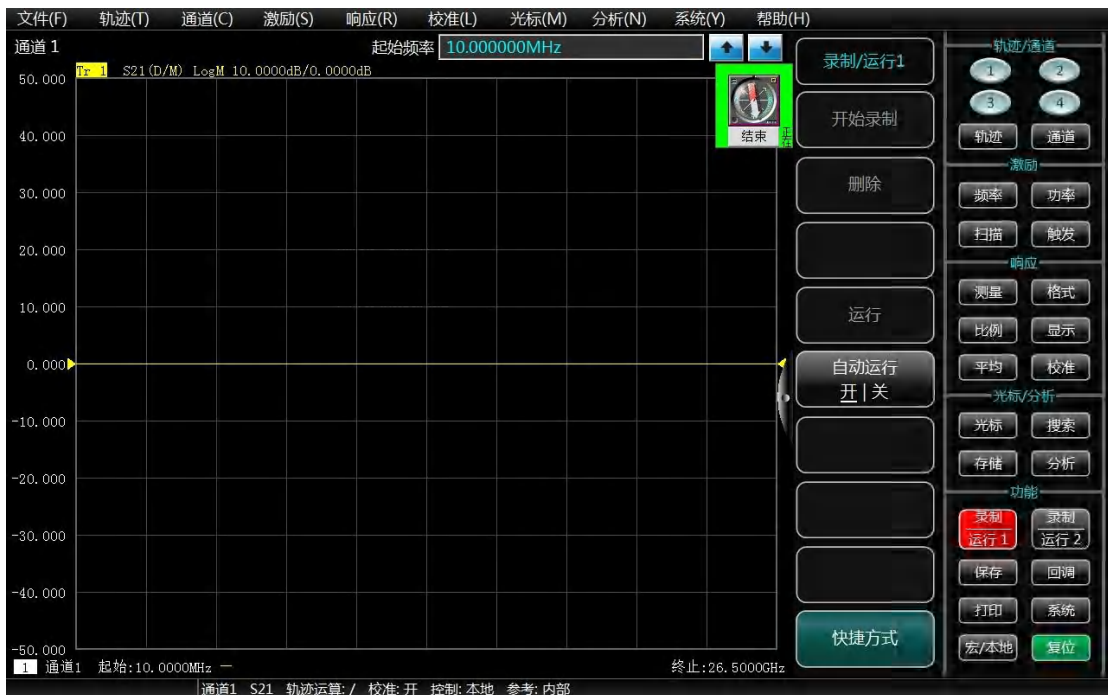 文件(F) 轨迹(T) 通道(C) 激励(S) 响应(R) 校准(L) 光标(M) 分析(N) 系统(Y) 帮助(H)
通道 1 起始频率 10.000000MHz
Tr 1 S21(D/M) LogM 10.0000dB/0.0000dB
50.000
40.000
30.000
20.000
10.000
0.000
-10.000
-20.000
-30.000
-40.000
-50.000
结束
正在
1 通道1 起始:10.0000MHz — 终止:26.5000GHz
通道1 S21 轨迹运算: / 校准: 开 控制: 本地 参考: 内部
录制/运行1
开始录制
删除
运行
自动运行
开 | 关
快捷方式
轨迹/通道
1 2
3 4
轨迹 通道
激励
频率 功率
扫描 触发
响应
测量 格式
比例 显示
平均 校准
光标/分析
光标 搜索
存储 分析
功能
录制 录制
运行 1 运行 2
保存 回调
打印 系统
宏/本地 复位